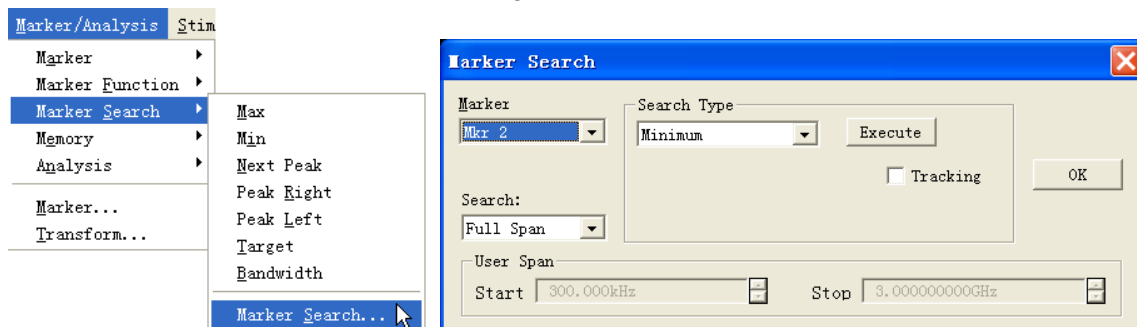 Marker/Analysis Stim
Marker
Marker Function
Marker Search
Memory
Analysis
Marker...
Transform...
Max
Min
Next Peak
Peak Right
Peak Left
Target
Bandwidth
Marker Search...
Marker Search
Marker
Mkr 2
Search Type
Minimum
Execute
Tracking
OK
Search:
Full Span
User Span
Start 300.000kHz Stop 3.000000000GHz